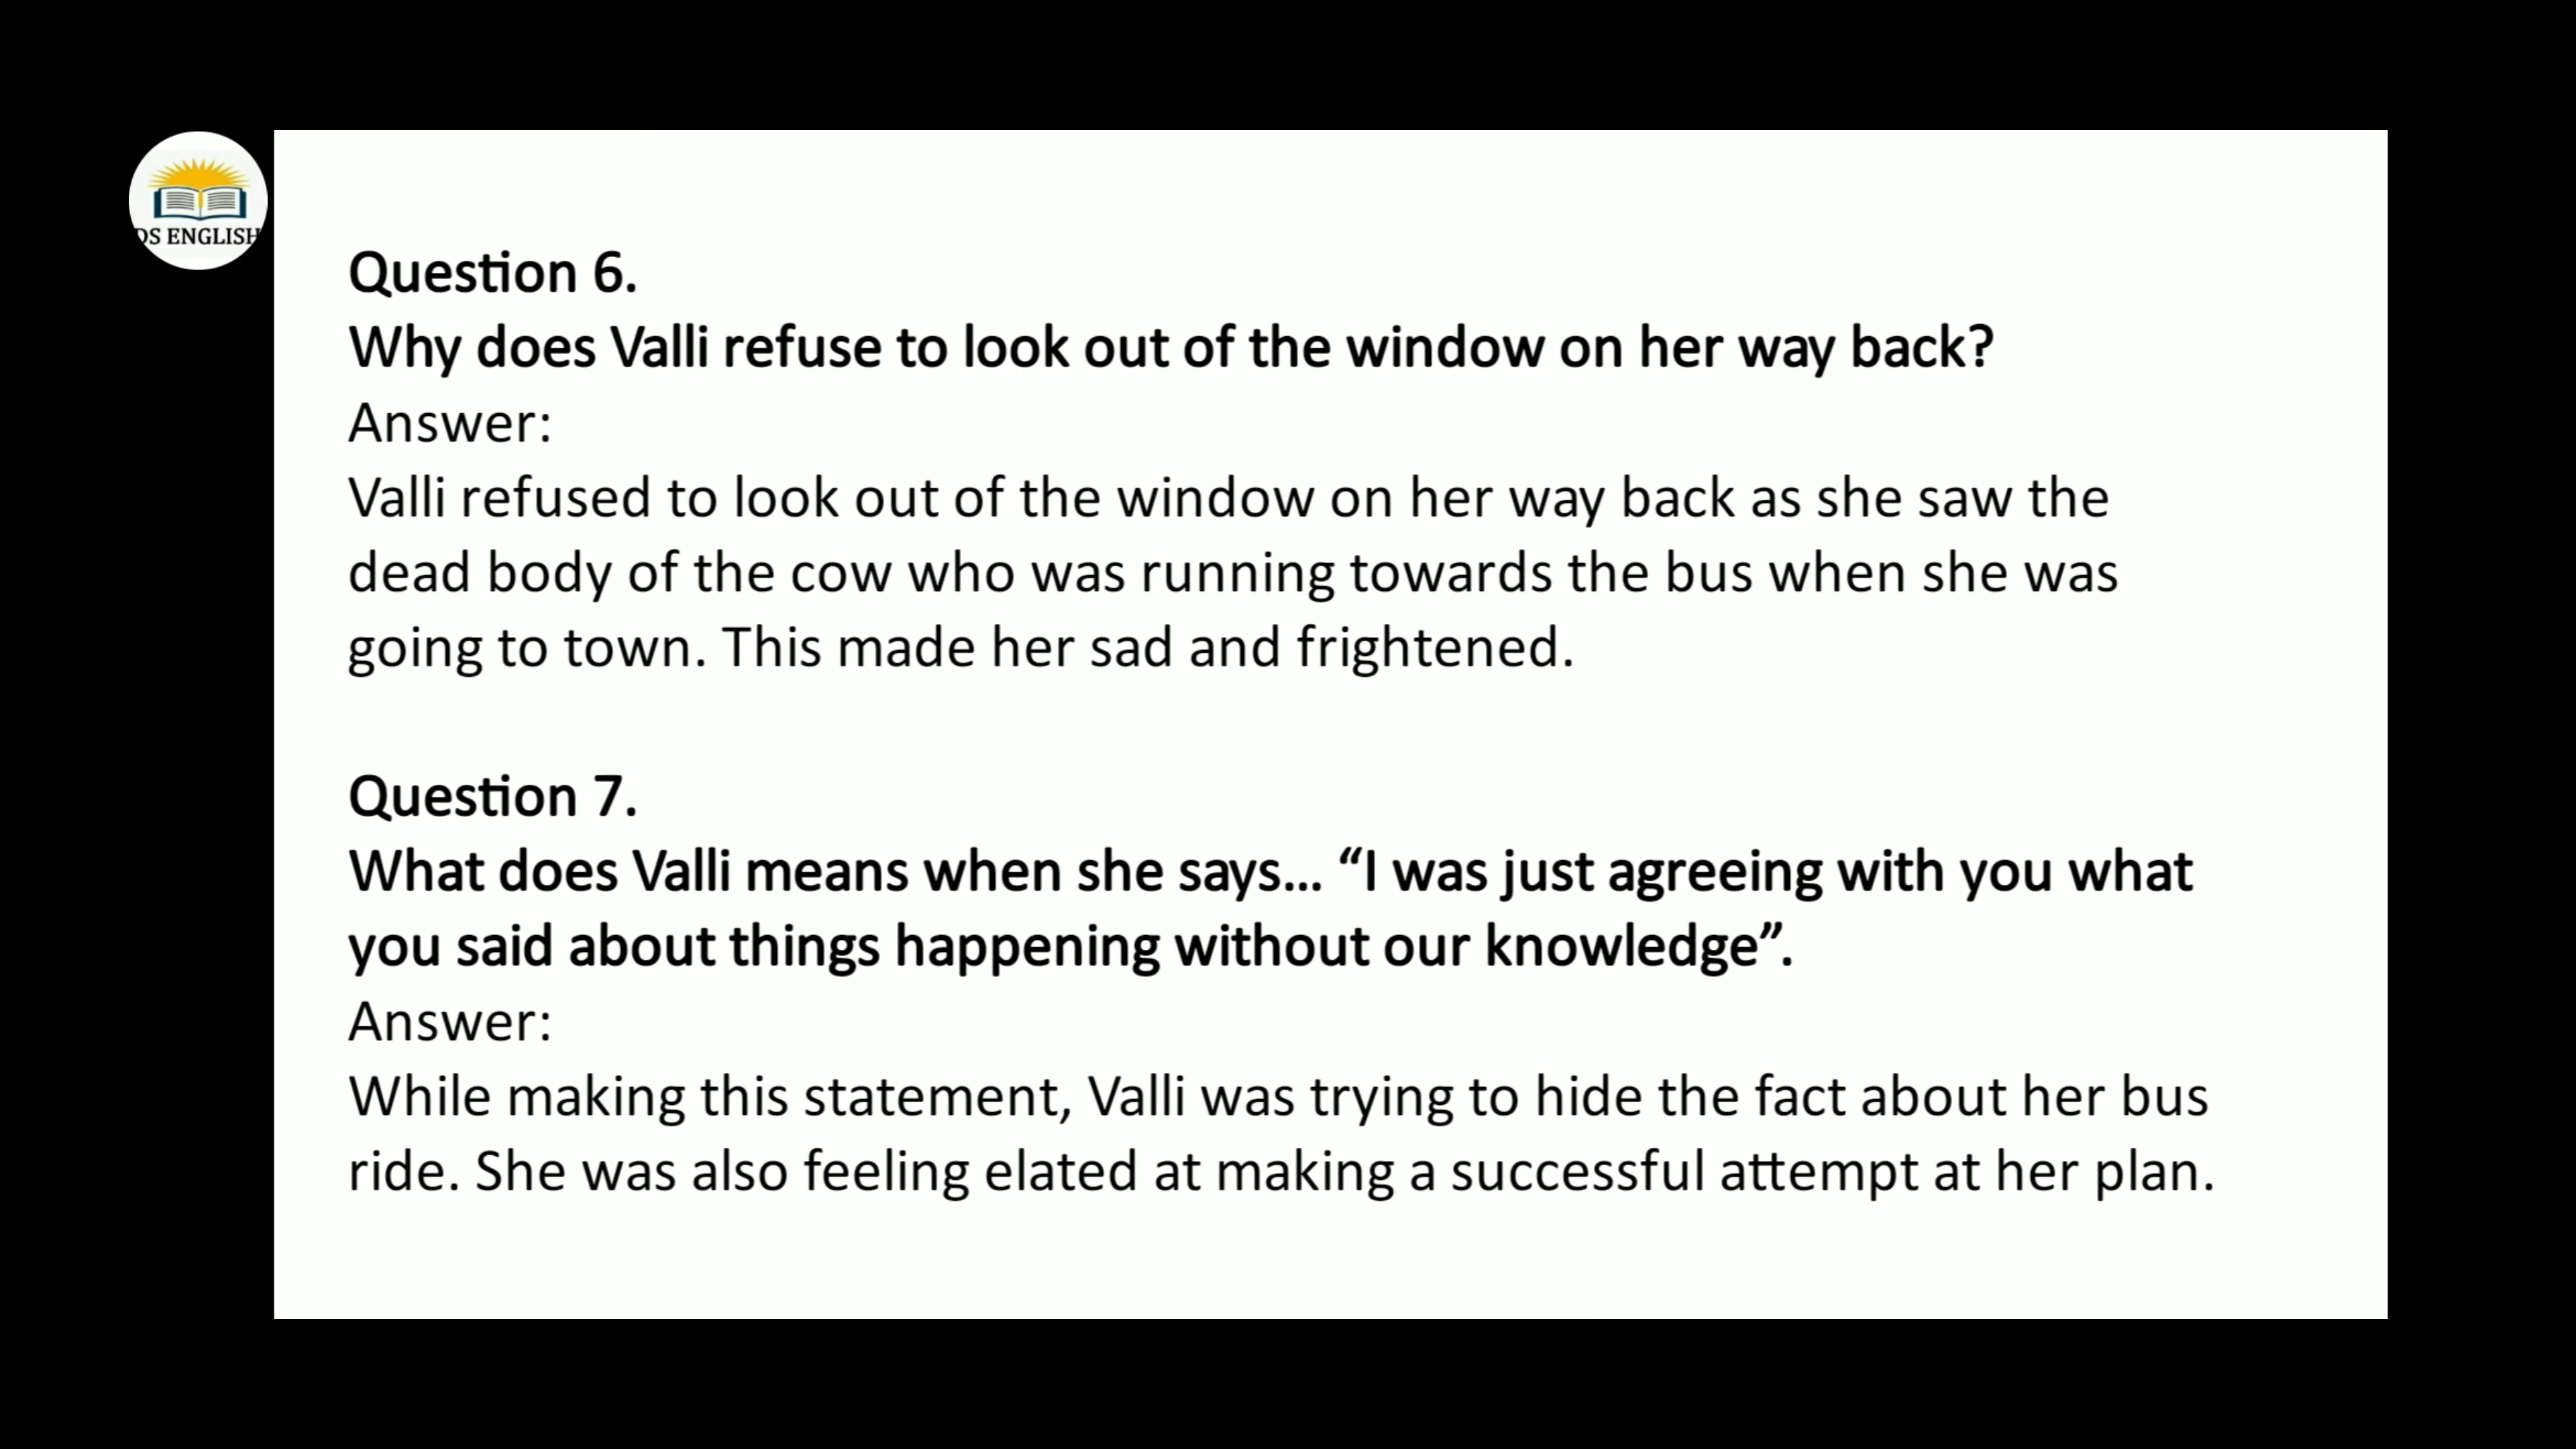 DS ENGLISH
Question 6.
Why does Valli refuse to look out of the window on her way back?
Answer:
Valli refused to look out of the window on her way back as she saw the
dead body of the cow who was running towards the bus when she was
going to town. This made her sad and frightened.
Question 7.
What does Valli means when she says... “I was just agreeing with you what
you said about things happening without our knowledge”.
Answer:
While making this statement, Valli was trying to hide the fact about her bus
ride. She was also feeling elated at making a successful attempt at her plan.